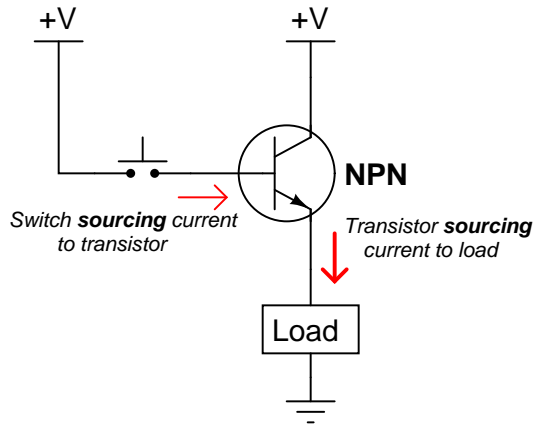 +V
+V
NPN
Switch sourcing current
to transistor
Transistor sourcing
current to load
Load